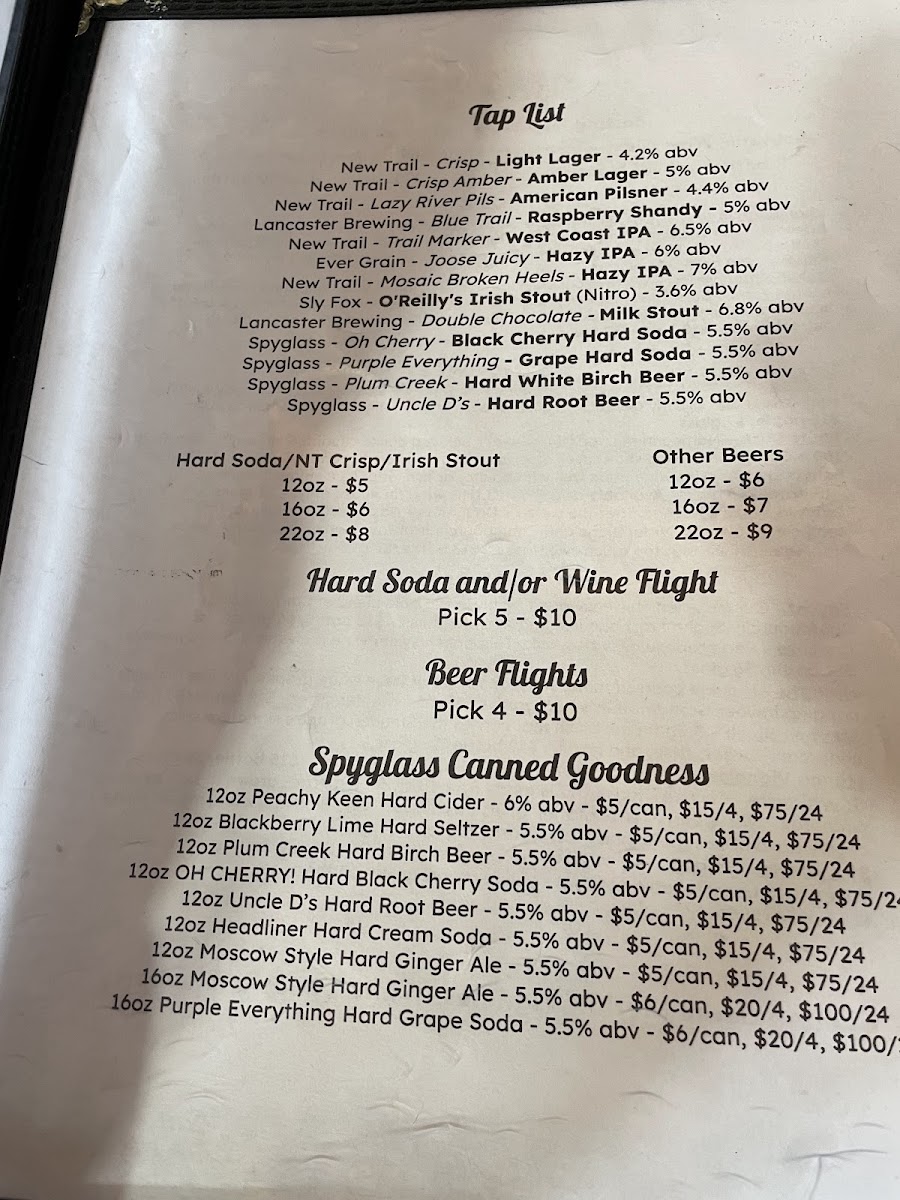 Tap List
New Trail - Crisp - Light Lager - 4.2% abv
New Trail - Crisp Amber - Amber Lager - 5% abv
New Trail - Lazy River Pils - American Pilsner - 4.4% abv
Lancaster Brewing - Blue Trail - Raspberry Shandy - 5% abv
New Trail - Trail Marker - West Coast IPA - 6.5% abv
Ever Grain - Joose Juicy - Hazy IPA - 6% abv
New Trail - Mosaic Broken Heels - Hazy IPA - 7% abv
Sly Fox - O'Reilly's Irish Stout (Nitro) - 3.6% abv
Lancaster Brewing - Double Chocolate - Milk Stout - 6.8% abv
Spyglass - Oh Cherry - Black Cherry Hard Soda - 5.5% abv
Spyglass - Purple Everything - Grape Hard Soda - 5.5% abv
Spyglass - Plum Creek - Hard White Birch Beer - 5.5% abv
Spyglass - Uncle D's - Hard Root Beer - 5.5% abv
Hard Soda/NT Crisp/Irish Stout
12oz - $5
16oz - $6
22oz - $8
Other Beers
12oz - $6
16oz - $7
22oz - $9
Hard Soda and/or Wine Flight
Pick 5 - $10
Beer Flights
Pick 4 - $10
Spyglass Canned Goodness
12oz Peachy Keen Hard Cider - 6% abv - $5/can, $15/4, $75/24
12oz Blackberry Lime Hard Seltzer - 5.5% abv - $5/can, $15/4, $75/24
12oz Plum Creek Hard Birch Beer - 5.5% abv - $5/can, $15/4, $75/24
12oz OH CHERRY! Hard Black Cherry Soda - 5.5% abv - $5/can, $15/4, $75/24
12oz Uncle D's Hard Root Beer - 5.5% abv - $5/can, $15/4, $75/24
12oz Headliner Hard Cream Soda - 5.5% abv - $5/can, $15/4, $75/24
12oz Moscow Style Hard Ginger Ale - 5.5% abv - $5/can, $15/4, $75/24
16oz Moscow Style Hard Ginger Ale - 5.5% abv - $6/can, $20/4, $100/24
16oz Purple Everything Hard Grape Soda - 5.5% abv - $6/can, $20/4, $100/